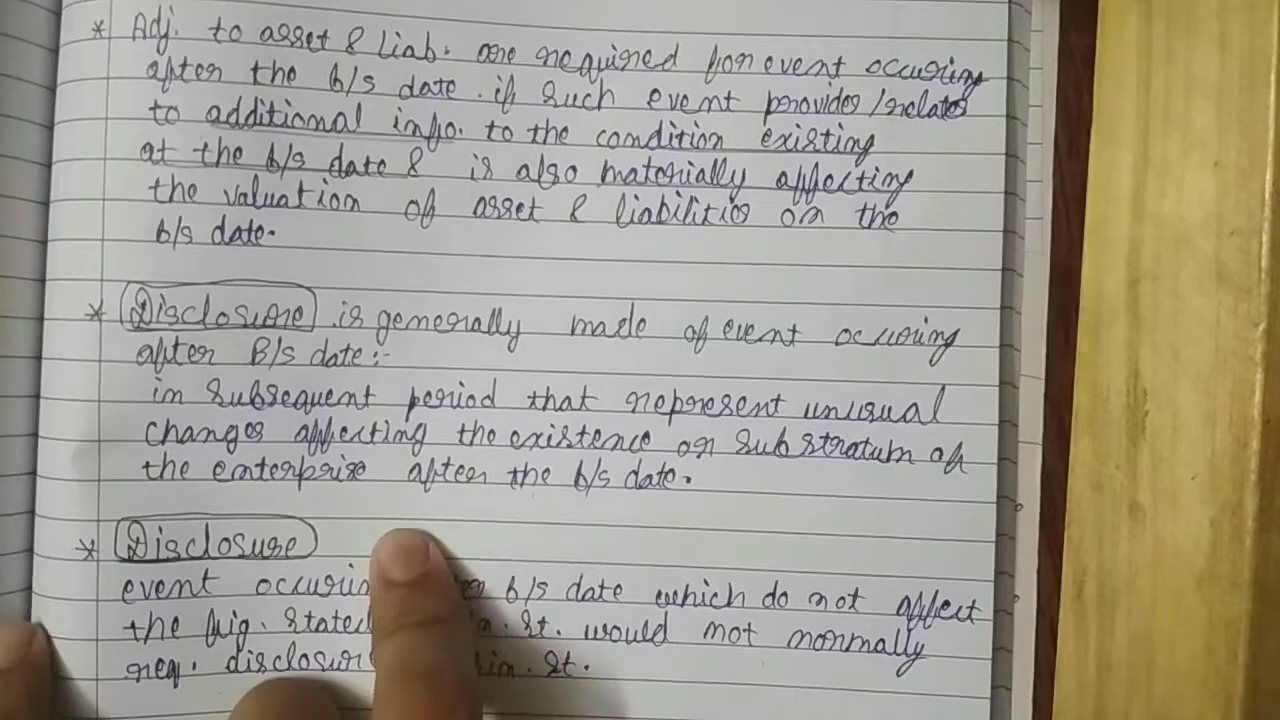 * Adj. to asset & liab. are required for event occuring
after the b/s date. if such event provides/relates
to additional info. to the condition existing
at the b/s date & is also materially affecting
the valuation of asset & liabilities on the
b/s date.
* Disclosure is generally made of event occuring
after B/s date:-
in subsequent period that represent unusual
changes affecting the existence or substratum of
the enterprise after the b/s date.
* Disclosure
event b/s date which do not affect
the fig. stated St. would not normally
req. St.